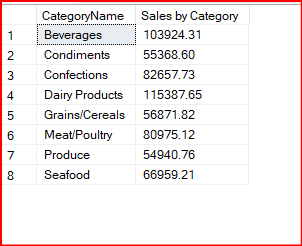 CategoryName Sales by Category
1 Beverages 103924.31
2 Condiments 55368.60
3 Confections 82657.73
4 Dairy Products 115387.65
5 Grains/Cereals 56871.82
6 Meat/Poultry 80975.12
7 Produce 54940.76
8 Seafood 66959.21